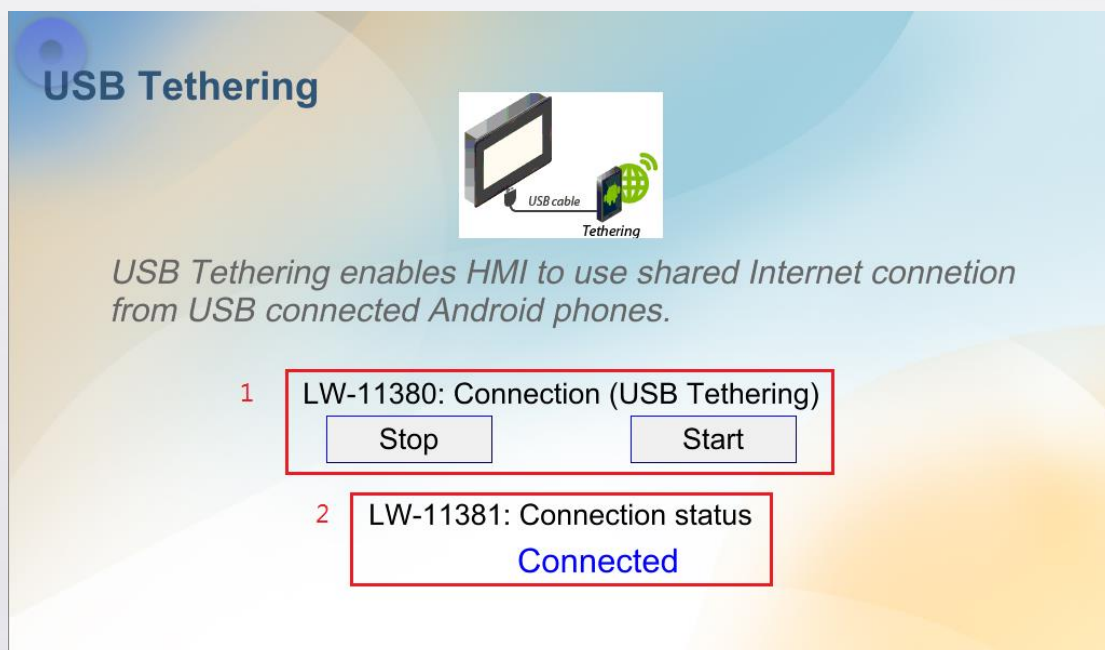 USB Tethering
USB cable
Tethering
USB Tethering enables HMI to use shared Internet connetion
from USB connected Android phones.
1
LW-11380: Connection (USB Tethering)
Stop
Start
2
LW-11381: Connection status
Connected